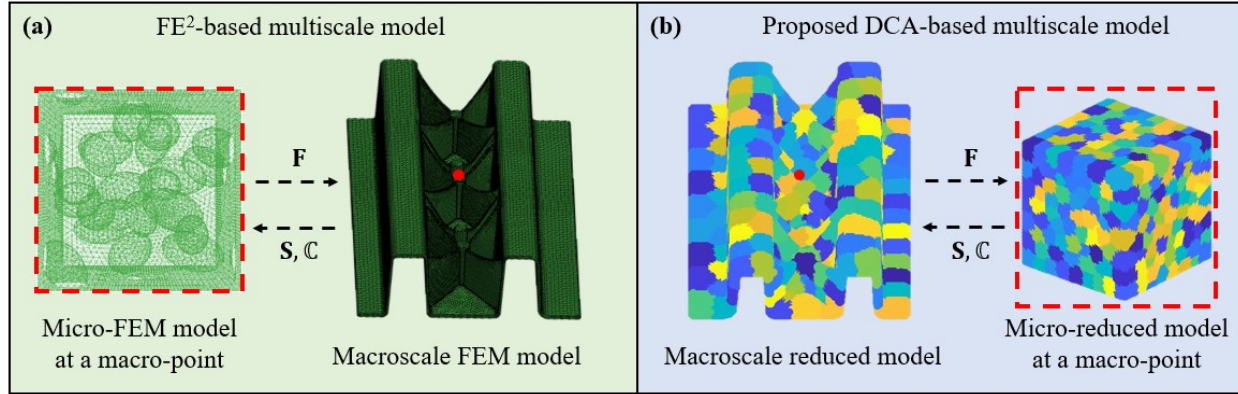 (a) FE²-based multiscale model
F
S, ℂ
Micro-FEM model
at a macro-point
Macroscale FEM model
(b) Proposed DCA-based multiscale model
F
S, ℂ
Macroscale reduced model
Micro-reduced model
at a macro-point